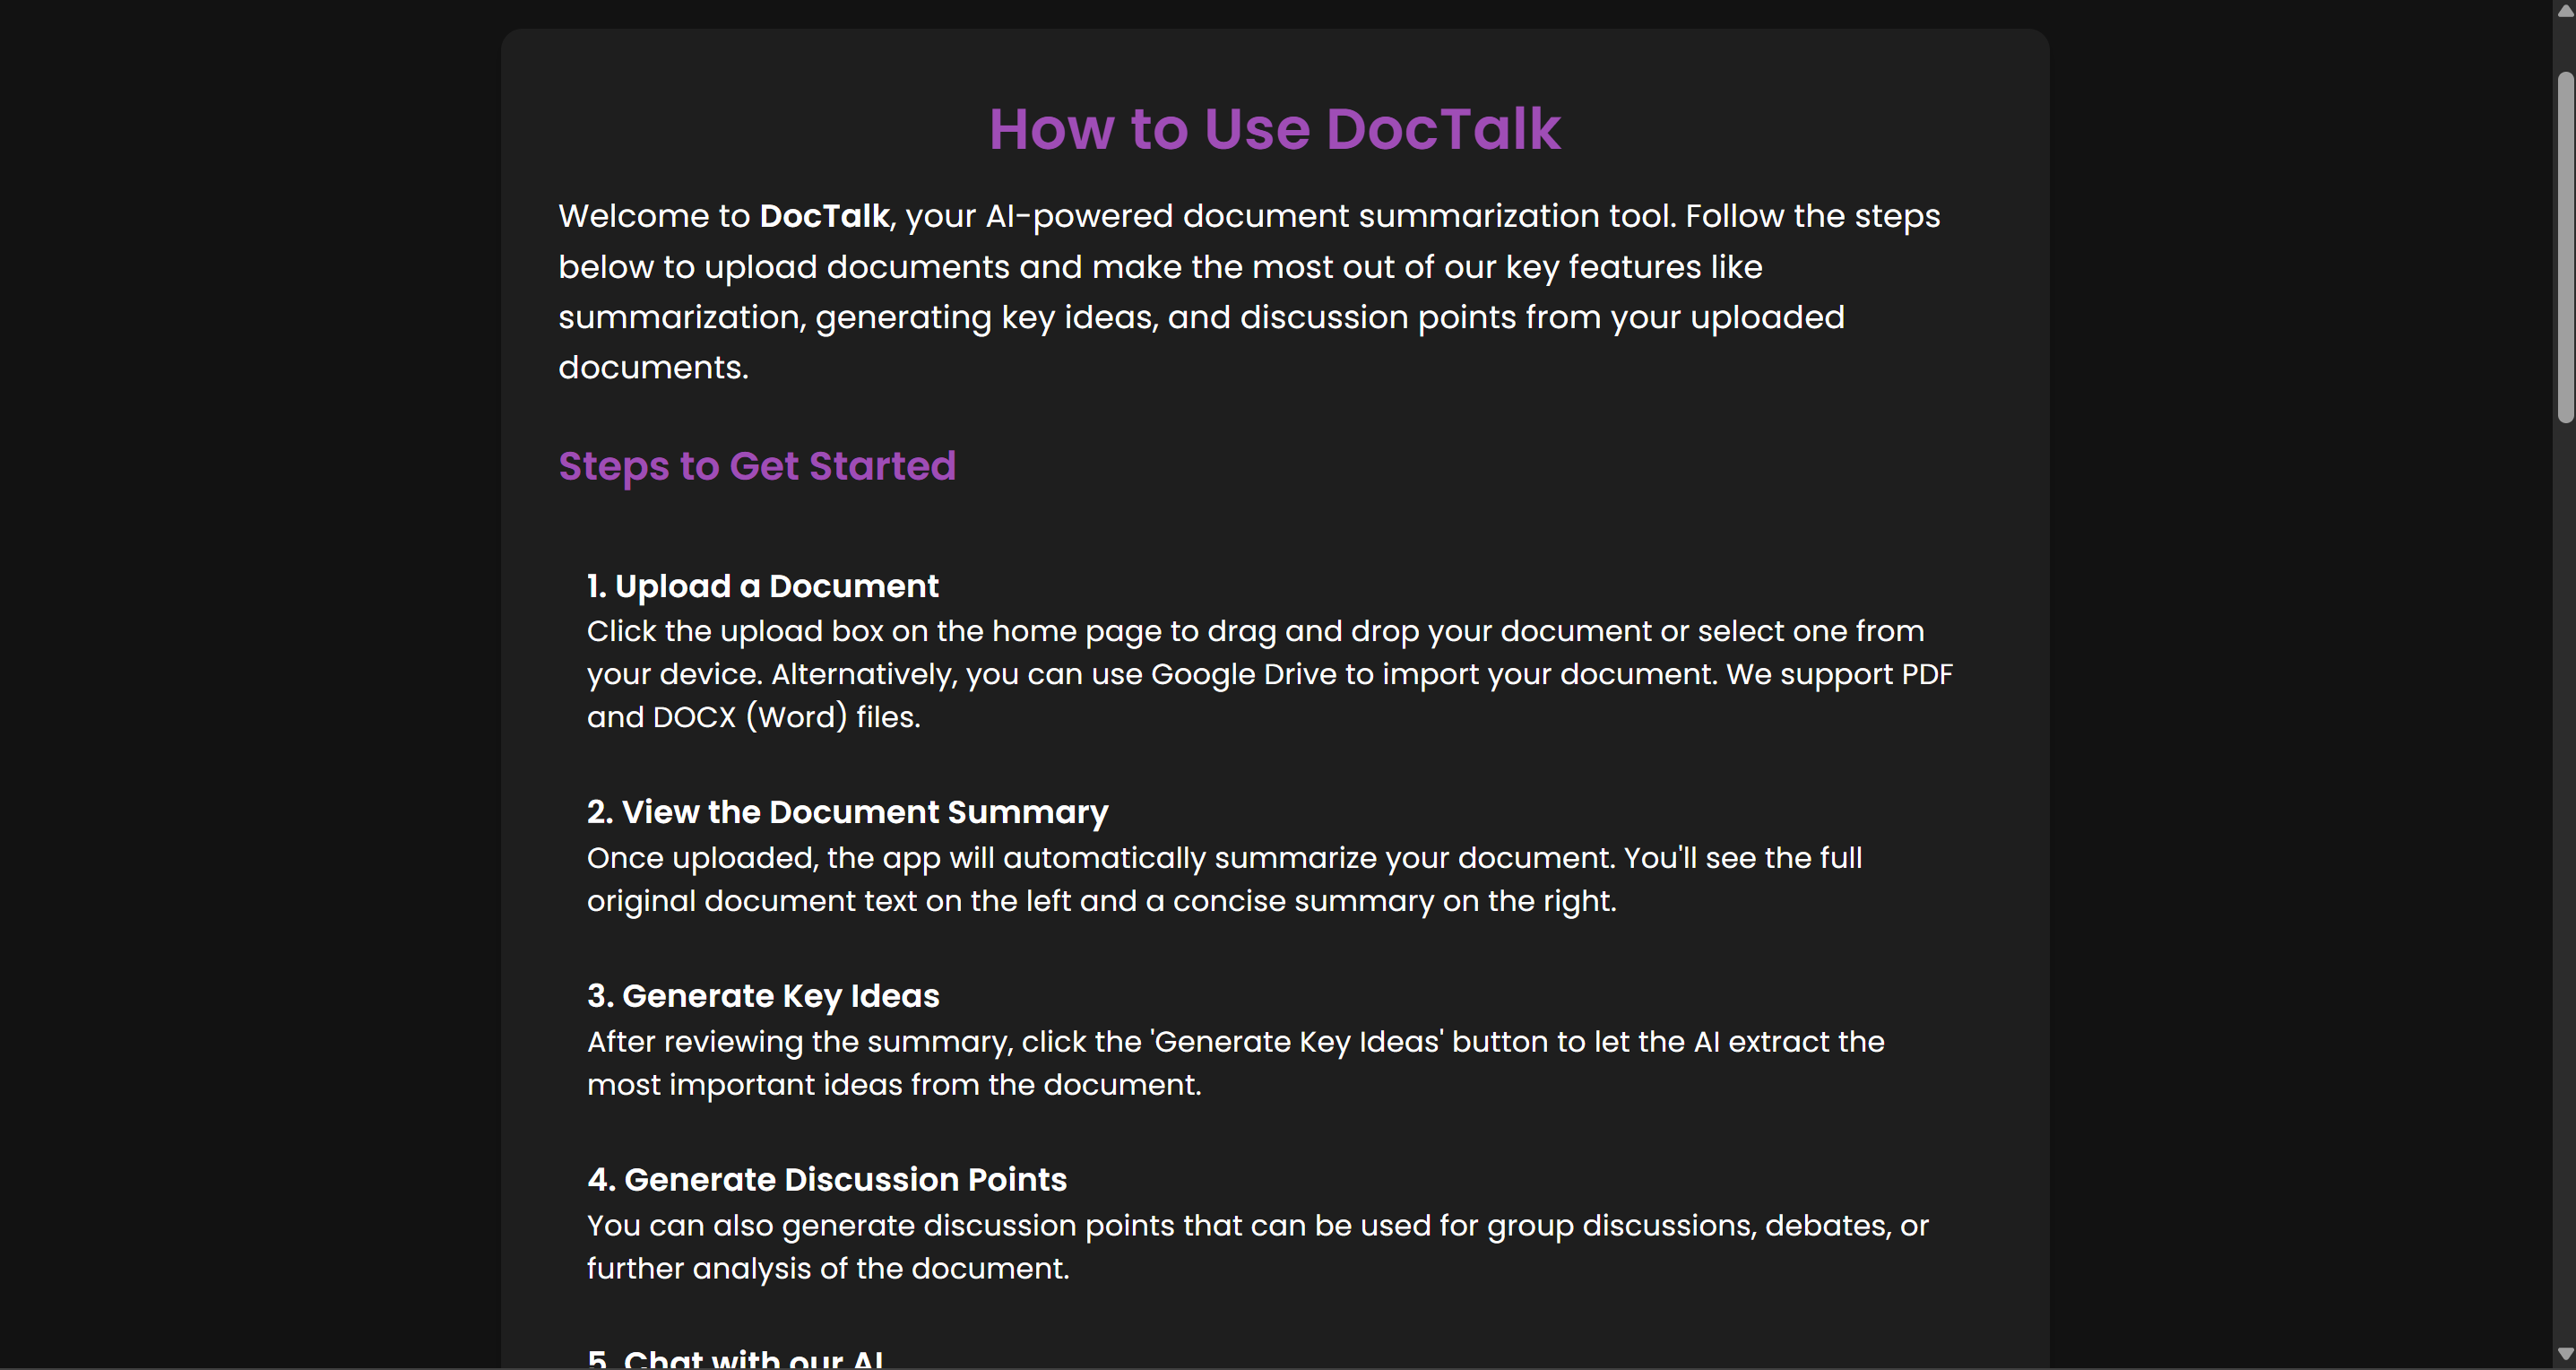 How to Use DocTalk
Welcome to DocTalk, your AI-powered document summarization tool. Follow the steps
below to upload documents and make the most out of our key features like
summarization, generating key ideas, and discussion points from your uploaded
documents.
Steps to Get Started
1. Upload a Document
Click the upload box on the home page to drag and drop your document or select one from
your device. Alternatively, you can use Google Drive to import your document. We support PDF
and DOCX (Word) files.
2. View the Document Summary
Once uploaded, the app will automatically summarize your document. You'll see the full
original document text on the left and a concise summary on the right.
3. Generate Key Ideas
After reviewing the summary, click the 'Generate Key Ideas' button to let the AI extract the
most important ideas from the document.
4. Generate Discussion Points
You can also generate discussion points that can be used for group discussions, debates, or
further analysis of the document.
5. Chat with our AI